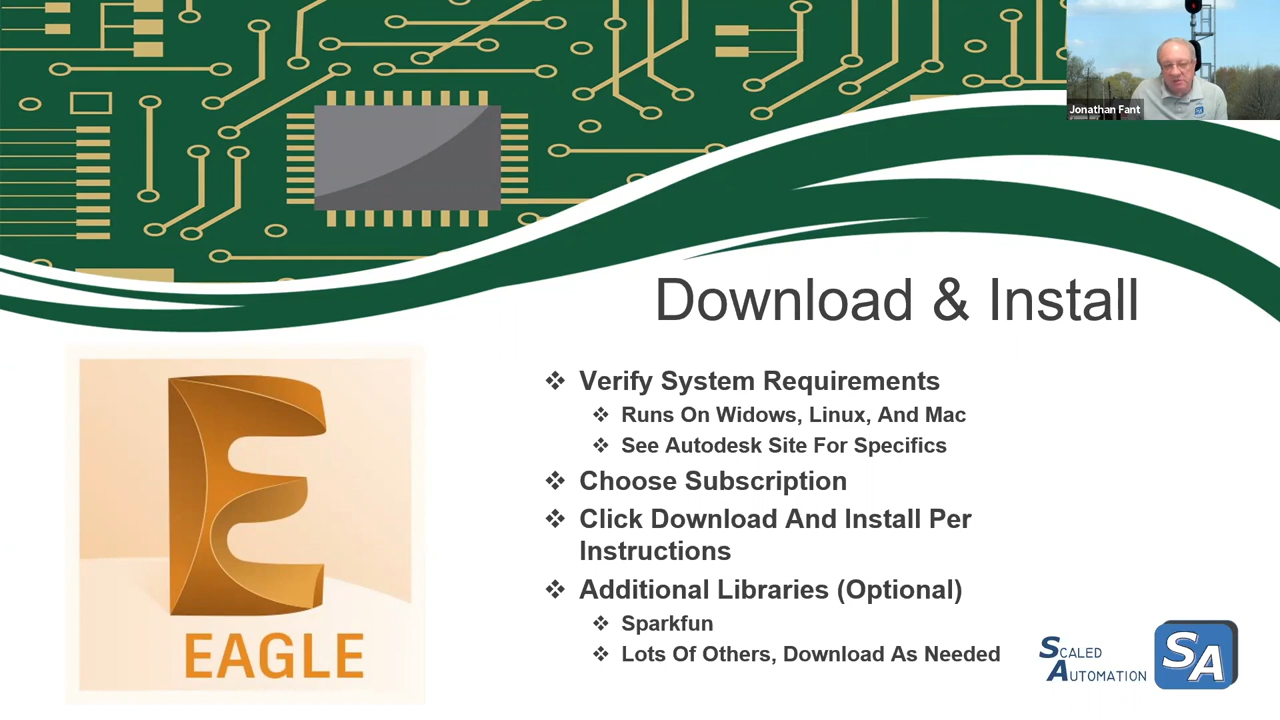 Jonathan Fant
Download & Install
❖ Verify System Requirements
❖ Runs On Widows, Linux, And Mac
❖ See Autodesk Site For Specifics
❖ Choose Subscription
❖ Click Download And Install Per
Instructions
❖ Additional Libraries (Optional)
❖ Sparkfun
❖ Lots Of Others, Download As Needed
EAGLE
SCALED
AUTOMATION
SA